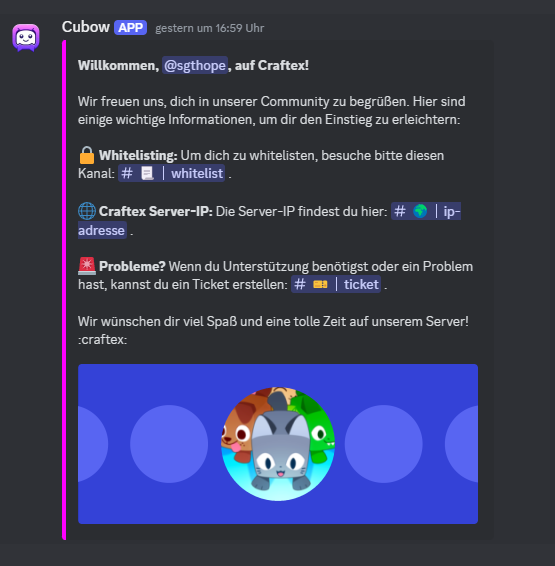 Cubow APP gestern um 16:59 Uhr
Willkommen, @sgthope, auf Craftex!
Wir freuen uns, dich in unserer Community zu begrüßen. Hier sind
einige wichtige Informationen, um dir den Einstieg zu erleichtern:
🔒 Whitelisting: Um dich zu whitelisten, besuche bitte diesen
Kanal: # 📃 | whitelist .
🌐 Craftex Server-IP: Die Server-IP findest du hier: # 🌍 | ip-
adresse .
🚨 Probleme? Wenn du Unterstützung benötigst oder ein Problem
hast, kannst du ein Ticket erstellen: # 🎫 | ticket .
Wir wünschen dir viel Spaß und eine tolle Zeit auf unserem Server!
:craftex: